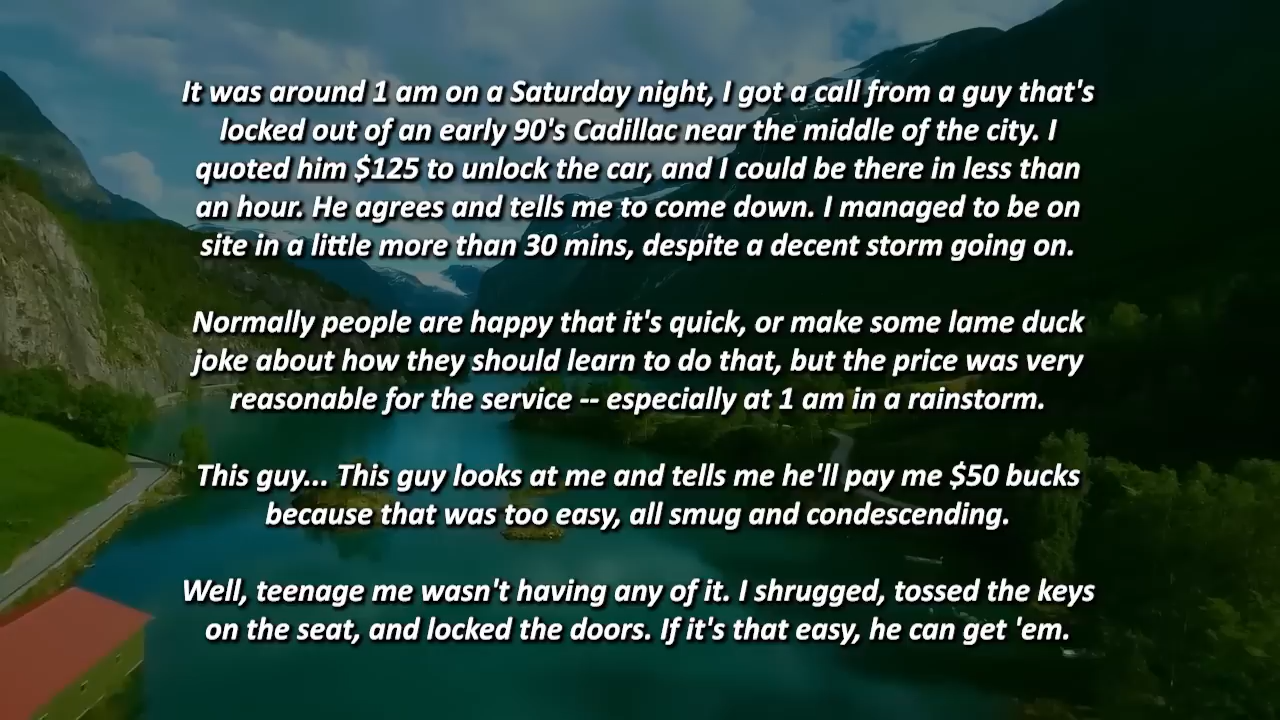 It was around 1 am on a Saturday night, I got a call from a guy that's
locked out of an early 90's Cadillac near the middle of the city. I
quoted him $125 to unlock the car, and I could be there in less than
an hour. He agrees and tells me to come down. I managed to be on
site in a little more than 30 mins, despite a decent storm going on.
Normally people are happy that it's quick, or make some lame duck
joke about how they should learn to do that, but the price was very
reasonable for the service -- especially at 1 am in a rainstorm.
This guy... This guy looks at me and tells me he'll pay me $50 bucks
because that was too easy, all smug and condescending.
Well, teenage me wasn't having any of it. I shrugged, tossed the keys
on the seat, and locked the doors. If it's that easy, he can get 'em.